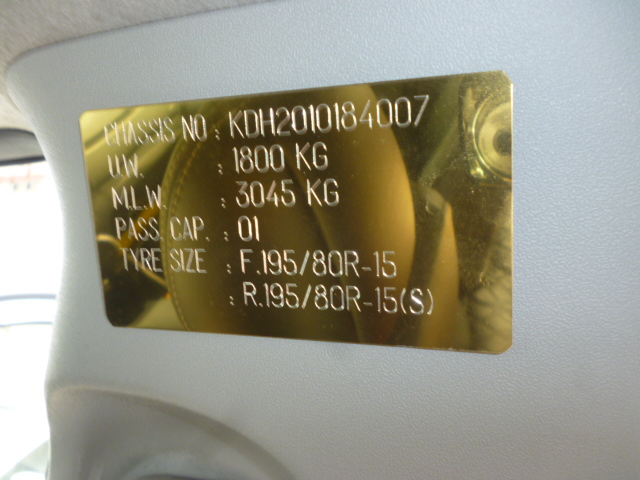 CHASSIS NO : KDH2010184007
U.W. : 1800 KG
M.L.W. : 3045 KG
PASS. CAP. : 01
TYRE SIZE : F.195/80R-15
: R.195/80R-15(S)